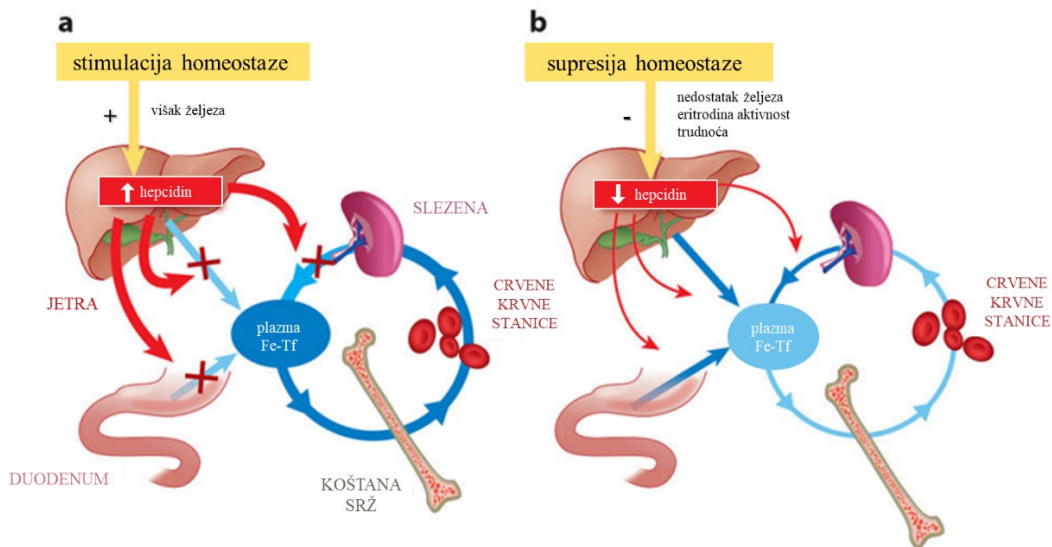 a
stimulacija homeostaze
+
višak željeza
hepcidin
SLEZENA
JETRA
CRVENE
KRVNE
STANICE
plazma
Fe-Tf
DUODENUM
KOŠTANA
SRŽ
b
supresija homeostaze
-
nedostatak željeza
eritrodina aktivnost
trudnoća
hepcidin
CRVENE
KRVNE
STANICE
plazma
Fe-Tf